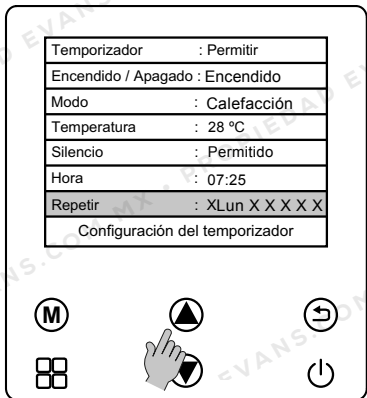 Temporizador : Permitir
Encendido / Apagado : Encendido
Modo : Calefacción
Temperatura : 28 ºC
Silencio : Permitido
Hora : 07:25
Repetir : XLun X X X X X
Configuración del temporizador
M